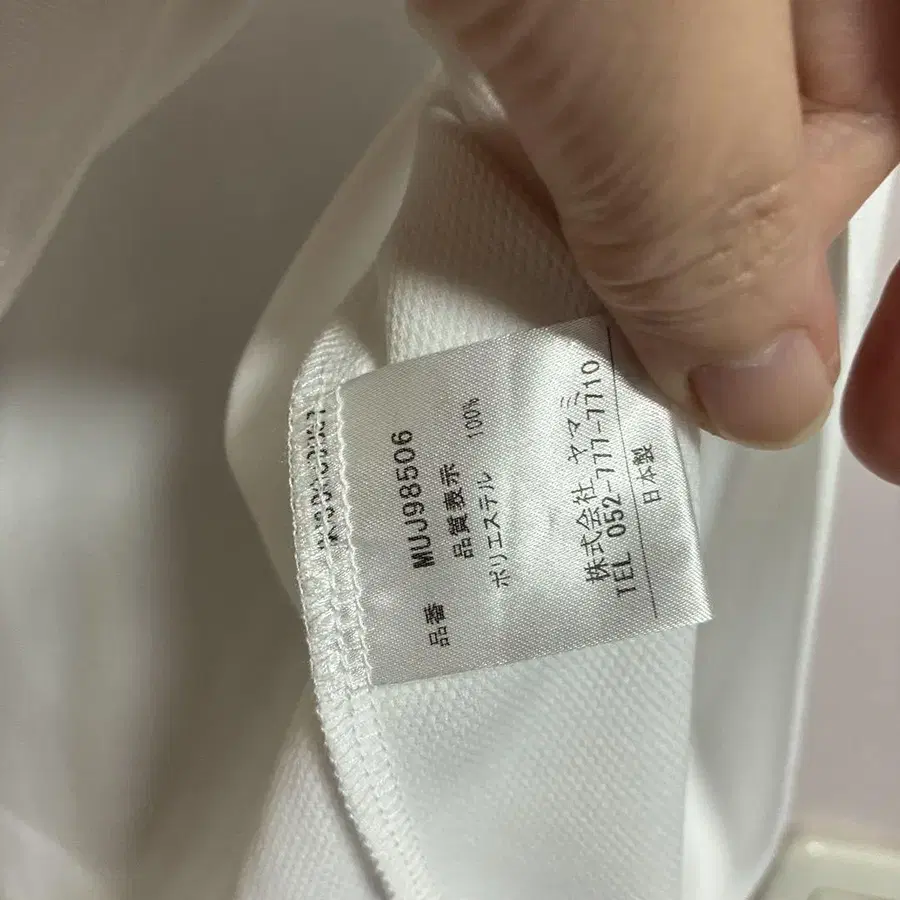 品番 MUJ98506
品質表示
ポリエステル 100%
株式会社 ヤマミ
TEL 052-777-7710
日本製